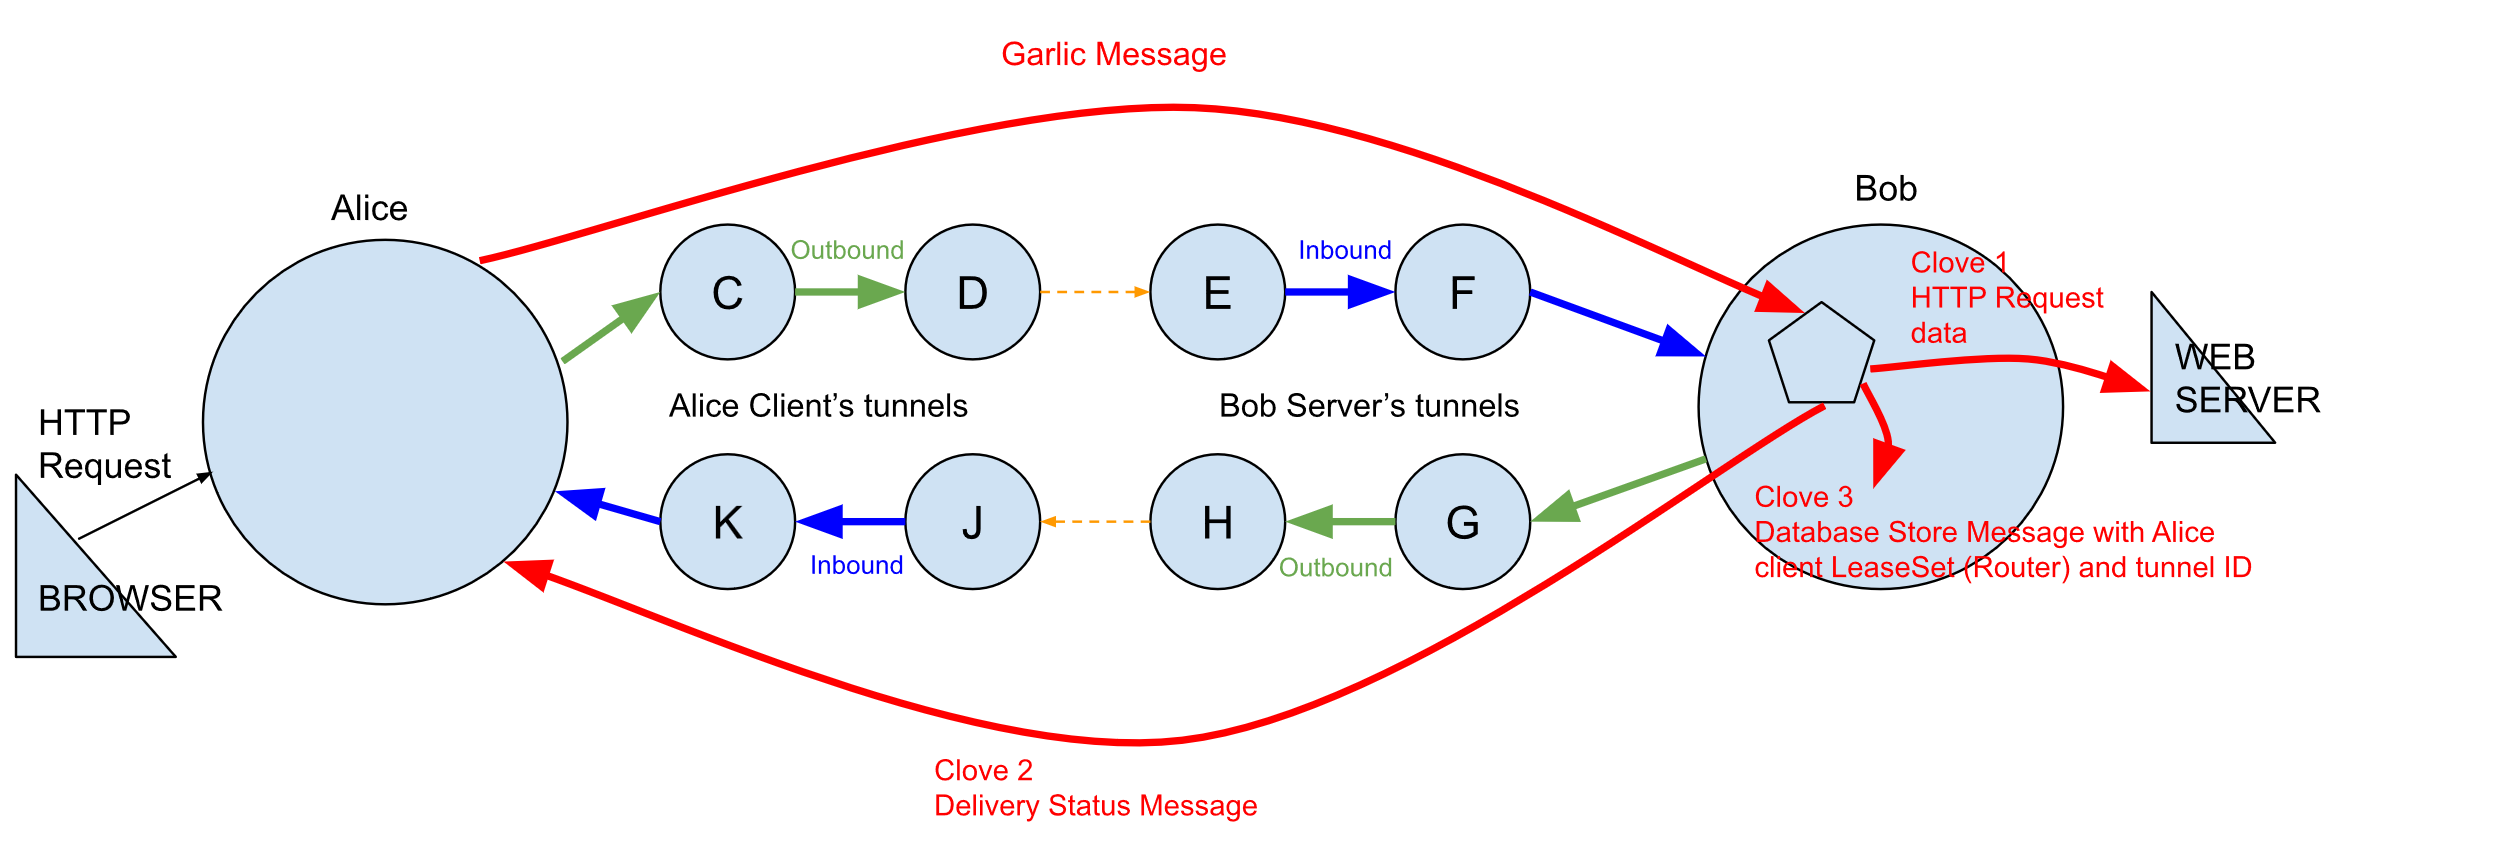 Garlic Message
Alice
Bob
C
Outbound
D
E
Inbound
F
Clove 1
HTTP Request
data
WEB
SERVER
Alice Client's tunnels
Bob Server's tunnels
HTTP
Request
BROWSER
K
Inbound
J
H
Outbound
G
Clove 3
Database Store Message with Alice
client LeaseSet (Router) and tunnel ID
Clove 2
Delivery Status Message